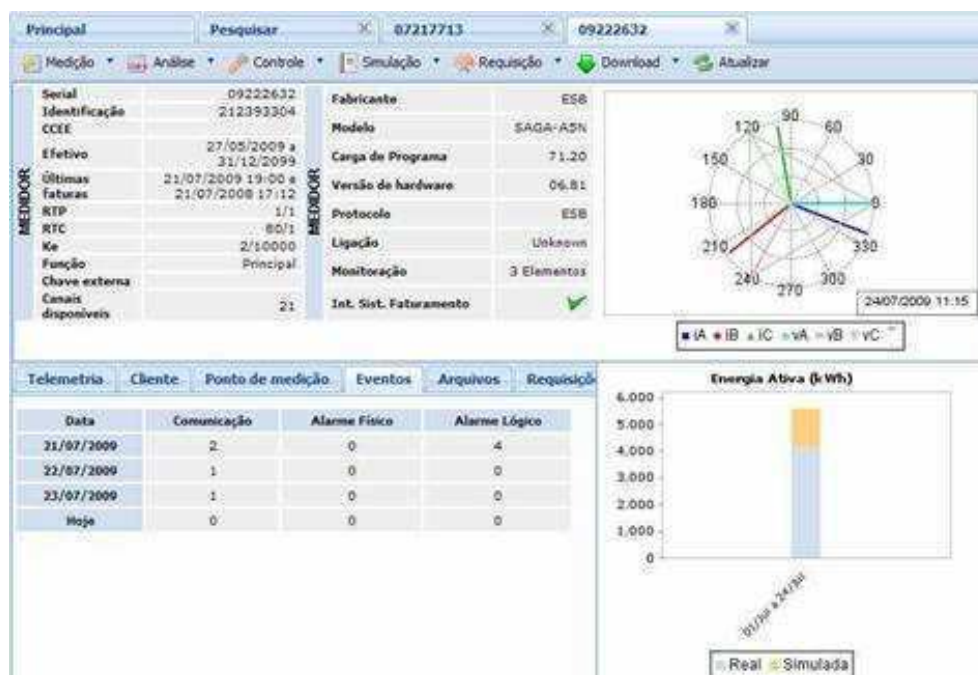 Principal Pesquisar 07217713 09222632
Medição Análise Controle Simulação Requisição Download Atualizar
MEDIDOR
Serial 09222632
Identificação 212393304
CCEE
Efetivo 27/05/2009 a
31/12/2099
Últimas faturas 21/07/2009 19:00 e
21/07/2008 17:12
RTP 1/1
RTC 80/1
Ke 2/10000
Função Principal
Chave externa
Canais disponíveis 21
MEDIDOR
Fabricante ESB
Modelo SAGA-A5N
Carga de Programa 71.20
Versão de hardware 06.81
Protocolo ESB
Ligação Unknown
Monitoração 3 Elementos
Int. Sist. Faturamento
90
120 60
150 30
180 0
210 330
240 270 300
24/07/2009 11:15
iA iB iC vA vB vC
Telemetria Cliente Ponto de medição Eventos Arquivos Requisiçõ
Data Comunicação Alarme Físico Alarme Lógico
21/07/2009 2 0 4
22/07/2009 1 0 0
23/07/2009 1 0 0
Hoje 0 0 0
Energia Ativa (kWh)
6.000
5.000
4.000
3.000
2.000
1.000
0
01/Jul a 24/Jul
Real Simulada